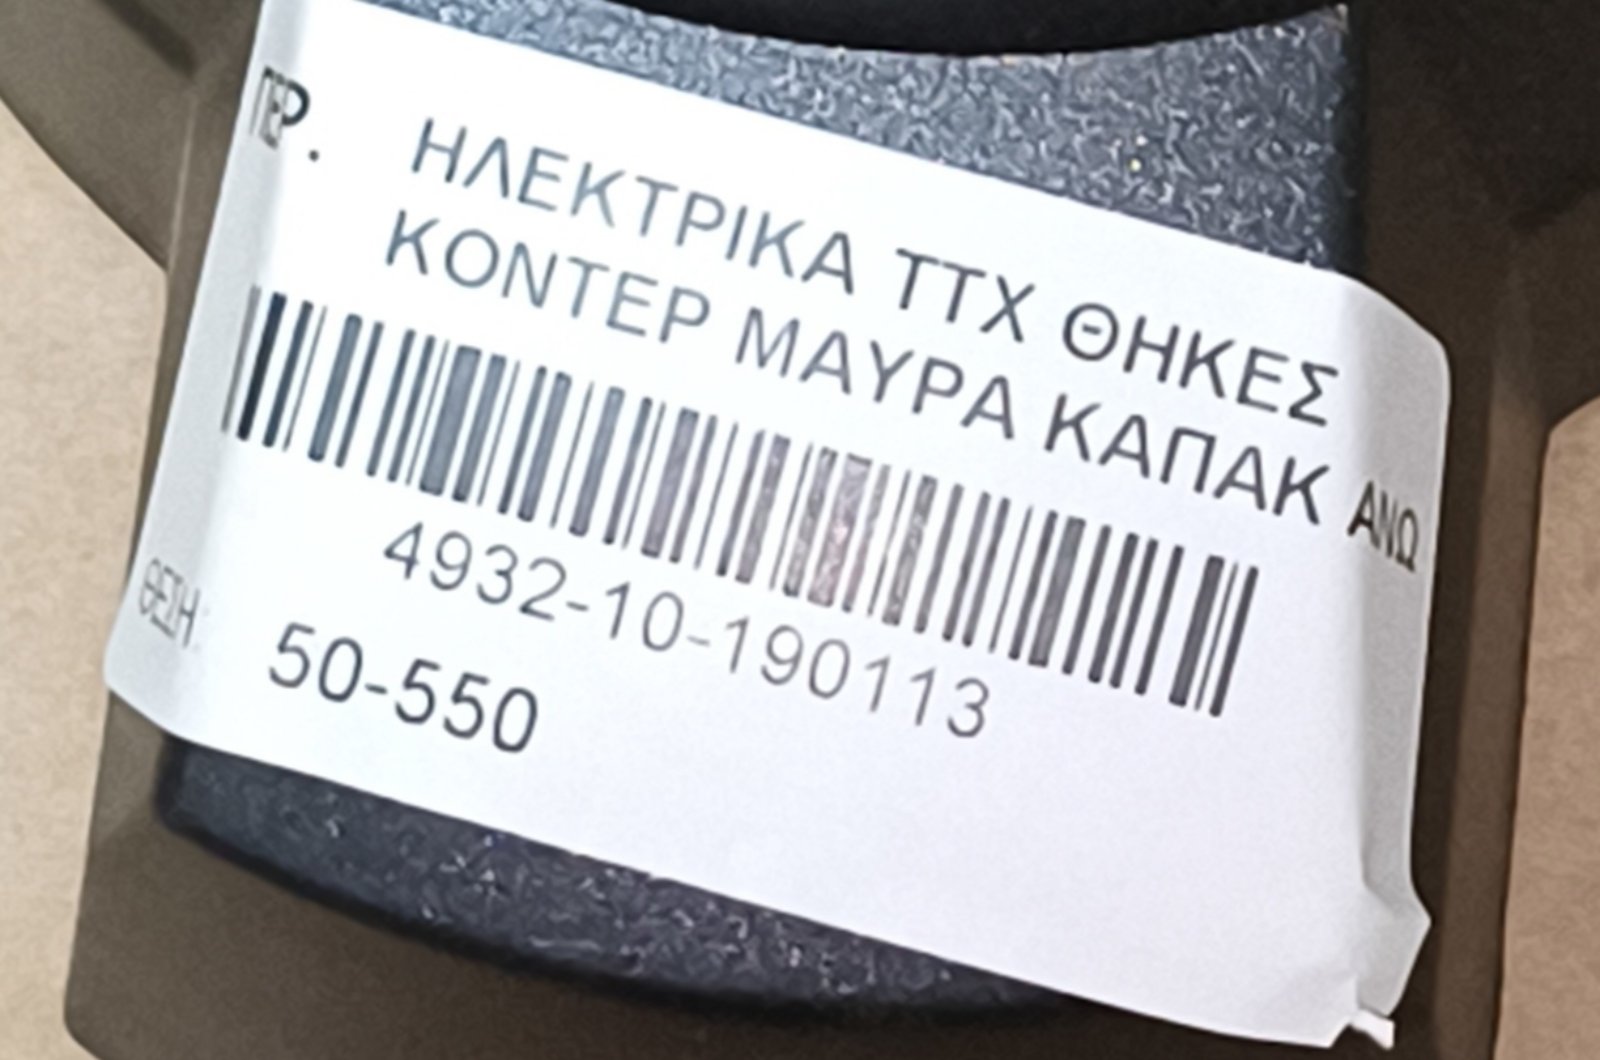 ΠΕΡ. ΗΛΕΚΤΡΙΚΑ ΤΤΧ ΘΗΚΕΣ
ΚΟΝΤΕΡ ΜΑΥΡΑ ΚΑΠΑΚ ΑΝΩ
4932-10-190113
ΘΕΣΗ: 50-550